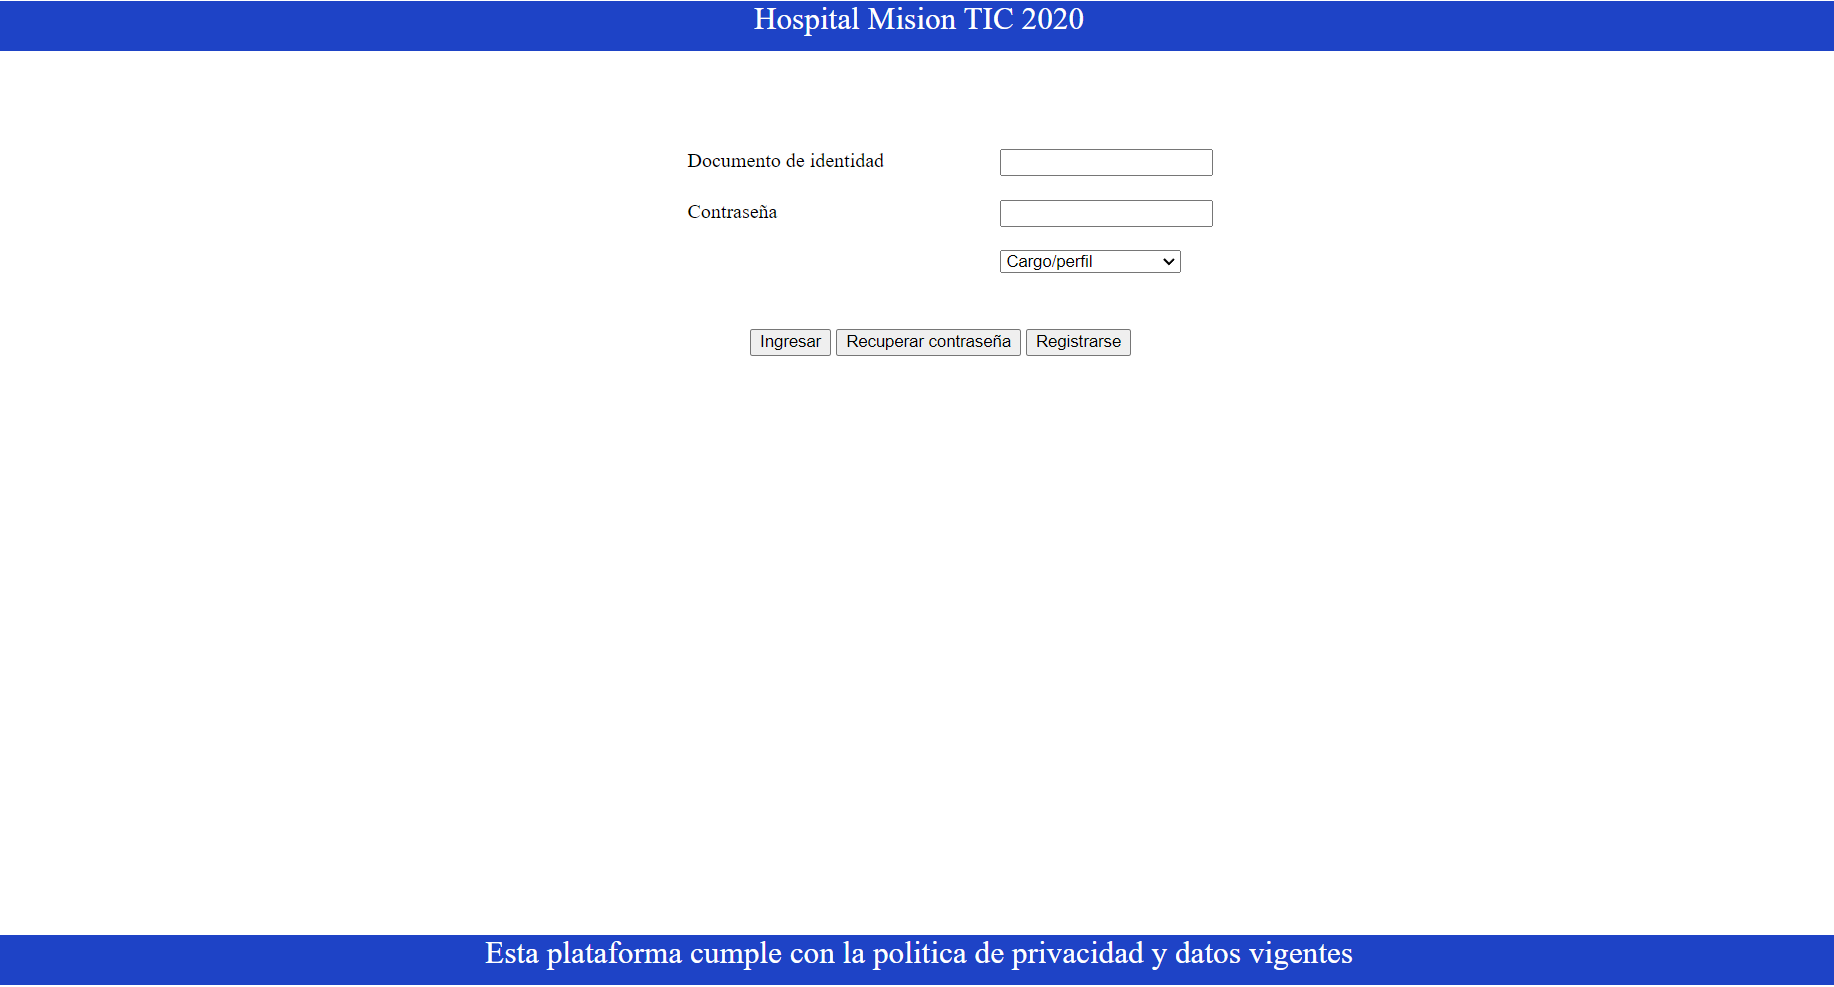 Hospital Mision TIC 2020
Documento de identidad
Contraseña
Cargo/perfil
Ingresar Recuperar contraseña Registrarse
Esta plataforma cumple con la politica de privacidad y datos vigentes